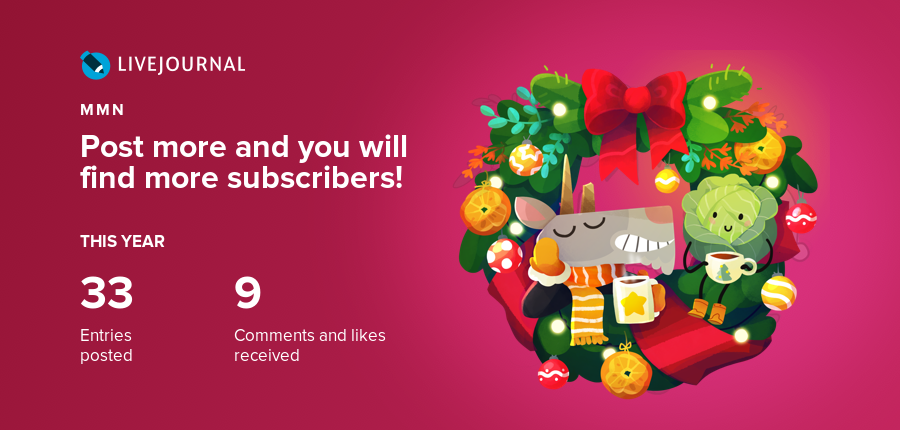 LIVEJOURNAL
MMN
Post more and you will
find more subscribers!
THIS YEAR
33
Entries
posted
9
Comments and likes
received